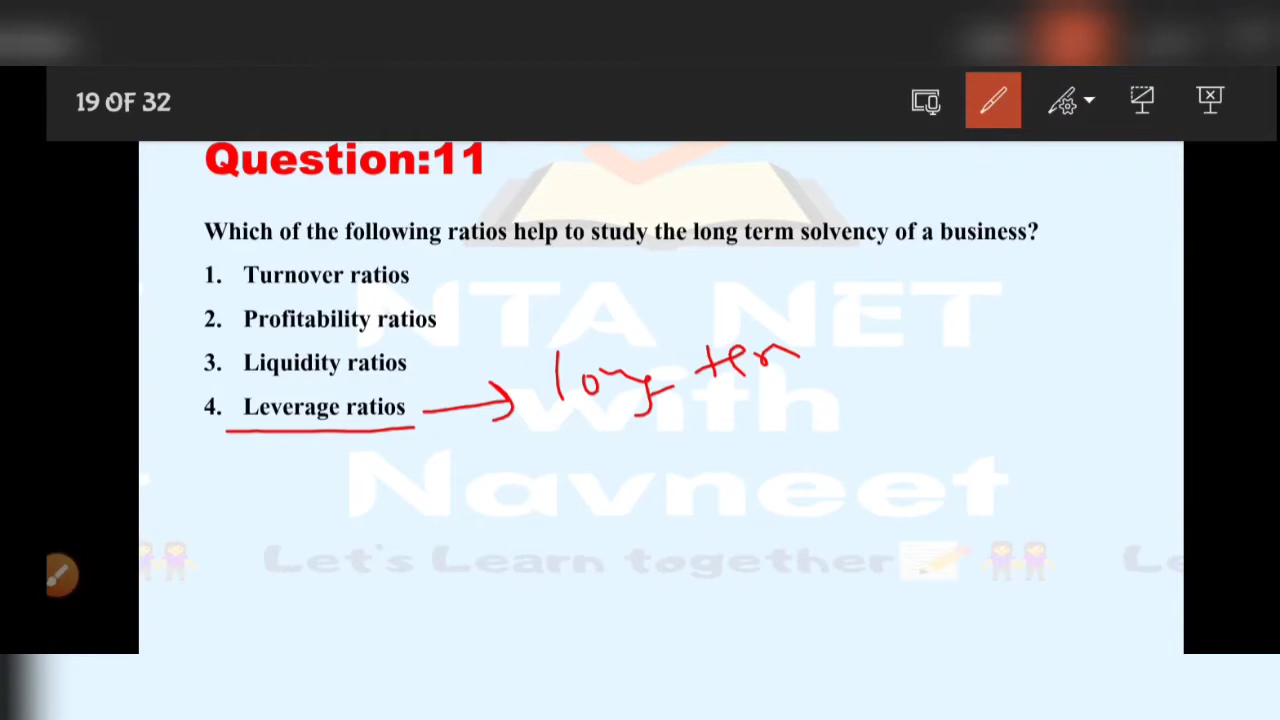 19 OF 32
Question:11
Which of the following ratios help to study the long term solvency of a business?
1. Turnover ratios
2. Profitability ratios
3. Liquidity ratios
4. Leverage ratios
long ter
NTA NET
with
Navneet
Let's Learn together
Le